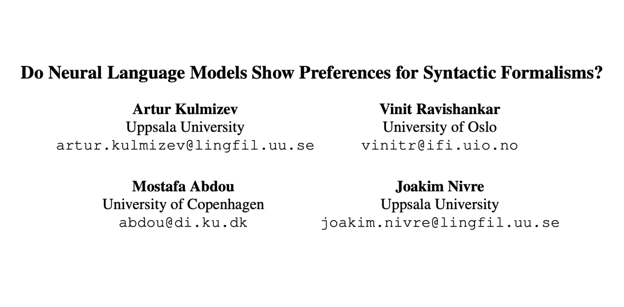 Do Neural Language Models Show Preferences for Syntactic Formalisms?
Artur Kulmizev
Uppsala University
artur.kulmizev@lingfil.uu.se
Vinit Ravishankar
University of Oslo
vinitr@ifi.uio.no
Mostafa Abdou
University of Copenhagen
abdou@di.ku.dk
Joakim Nivre
Uppsala University
joakim.nivre@lingfil.uu.se